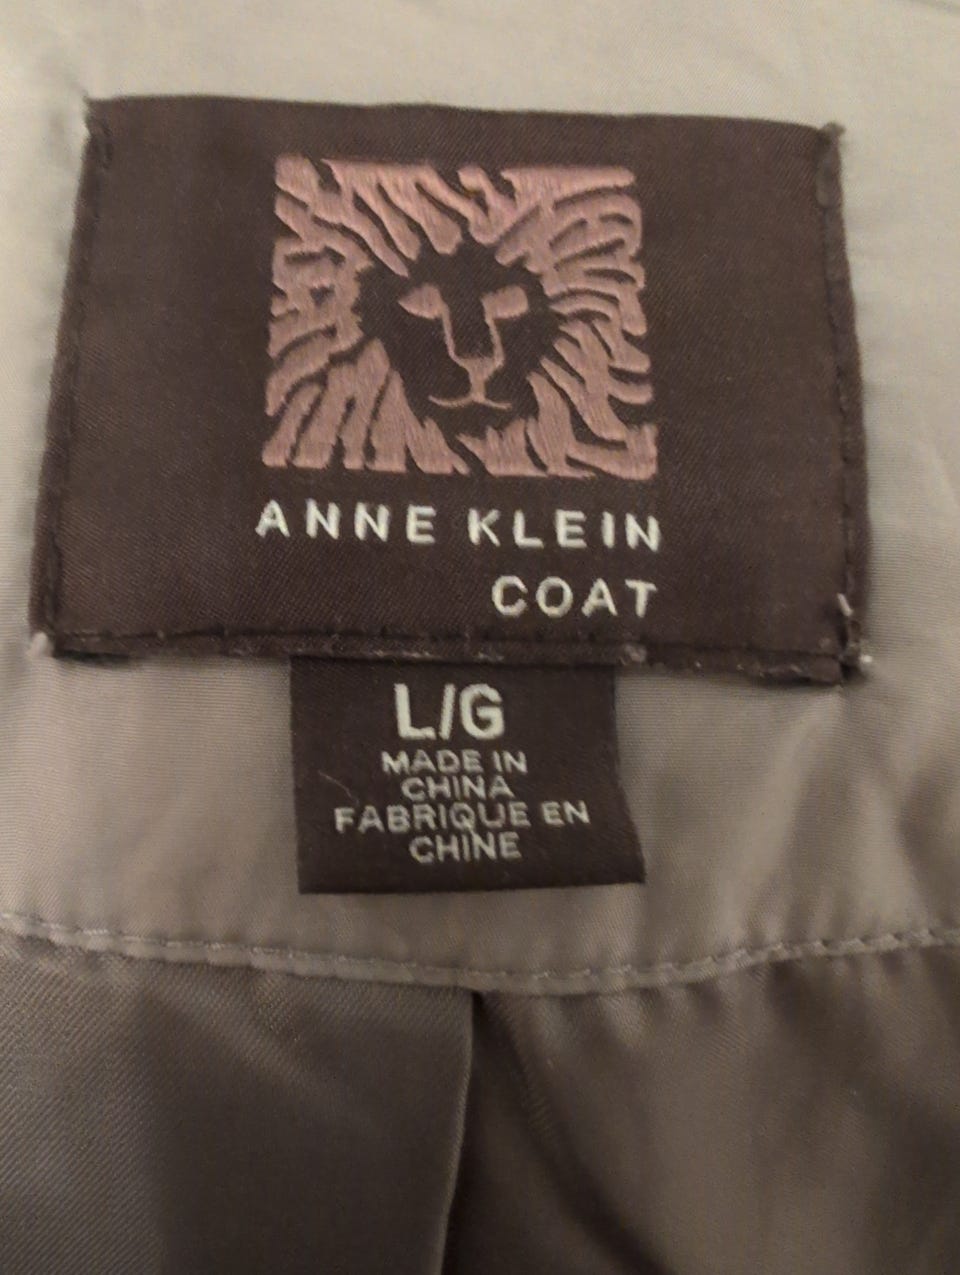 ANNE KLEIN
COAT
L/G
MADE IN
CHINA
FABRIQUE EN
CHINE